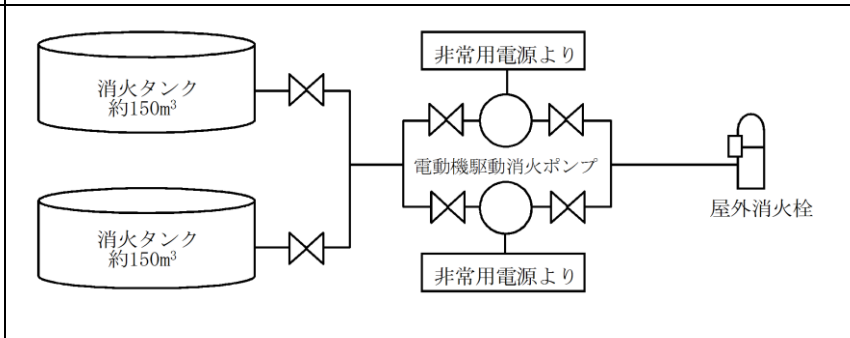 非常用電源より
消火タンク
約150m³
電動機駆動消火ポンプ
屋外消火栓
消火タンク
約150m³
非常用電源より